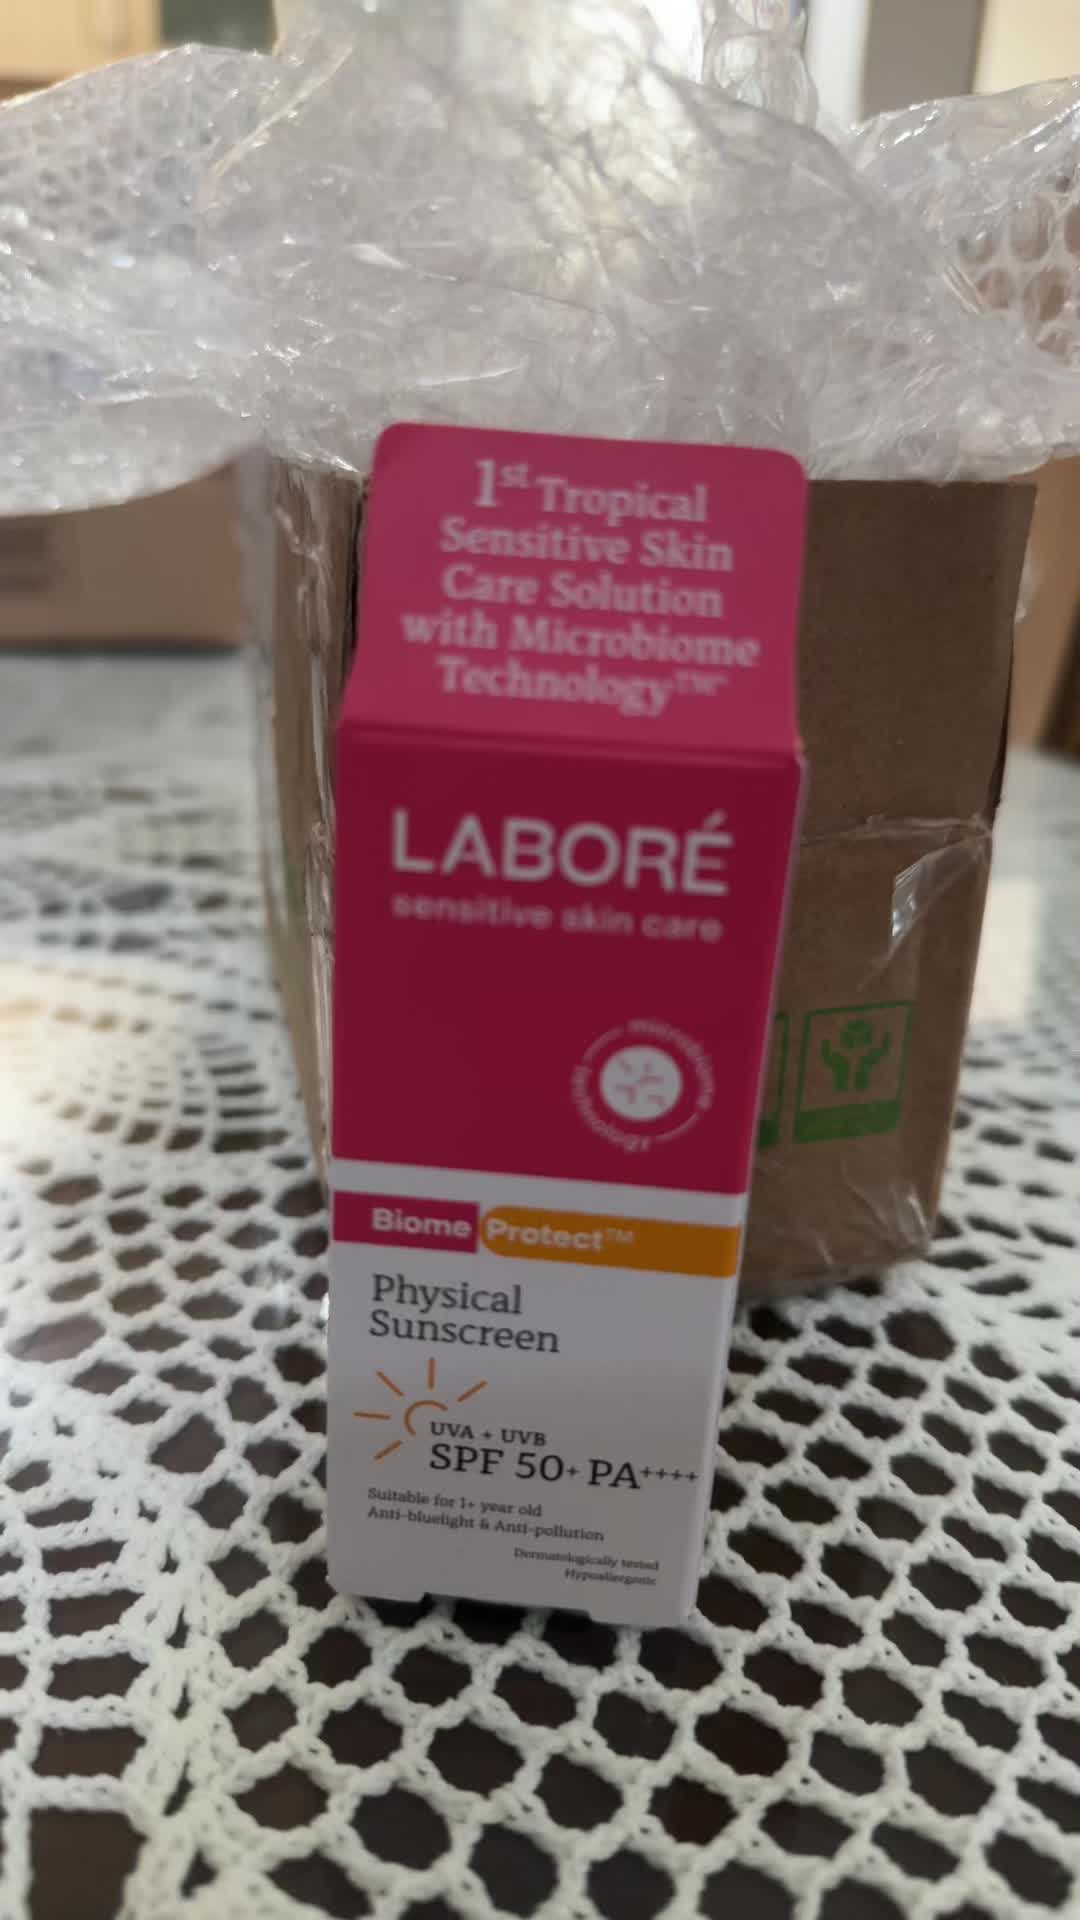 1st Tropical
Sensitive Skin
Care Solution
with Microbiome
Technology™
LABORÉ
sensitive skin care
microbiome
technology
Biome Protect™
Physical
Sunscreen
UVA + UVB
SPF 50+ PA++++
Suitable for 1+ year old
Anti-bluelight & Anti-pollution
Dermatologically tested
Hypoallergenic